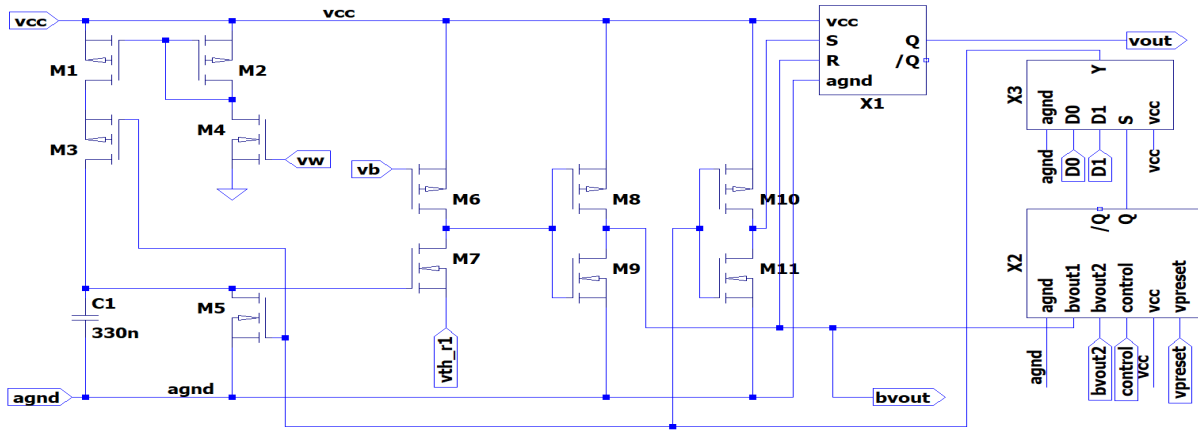 vcc
vcc
M1
M2
M3
M4
vw
vb
M6
M7
M8
M9
M10
M11
C1
330n
M5
vth_r1
agnd
agnd
bvout
vcc
S
R
agnd
Q
/Q
X1
vout
X3
Y
agnd
D0
D1
S
vcc
agnd
D0
D1
vcc
X2
/Q
Q
agnd
bvout1
bvout2
control
vcc
vpreset
agnd
bvout2
control
vcc
vpreset